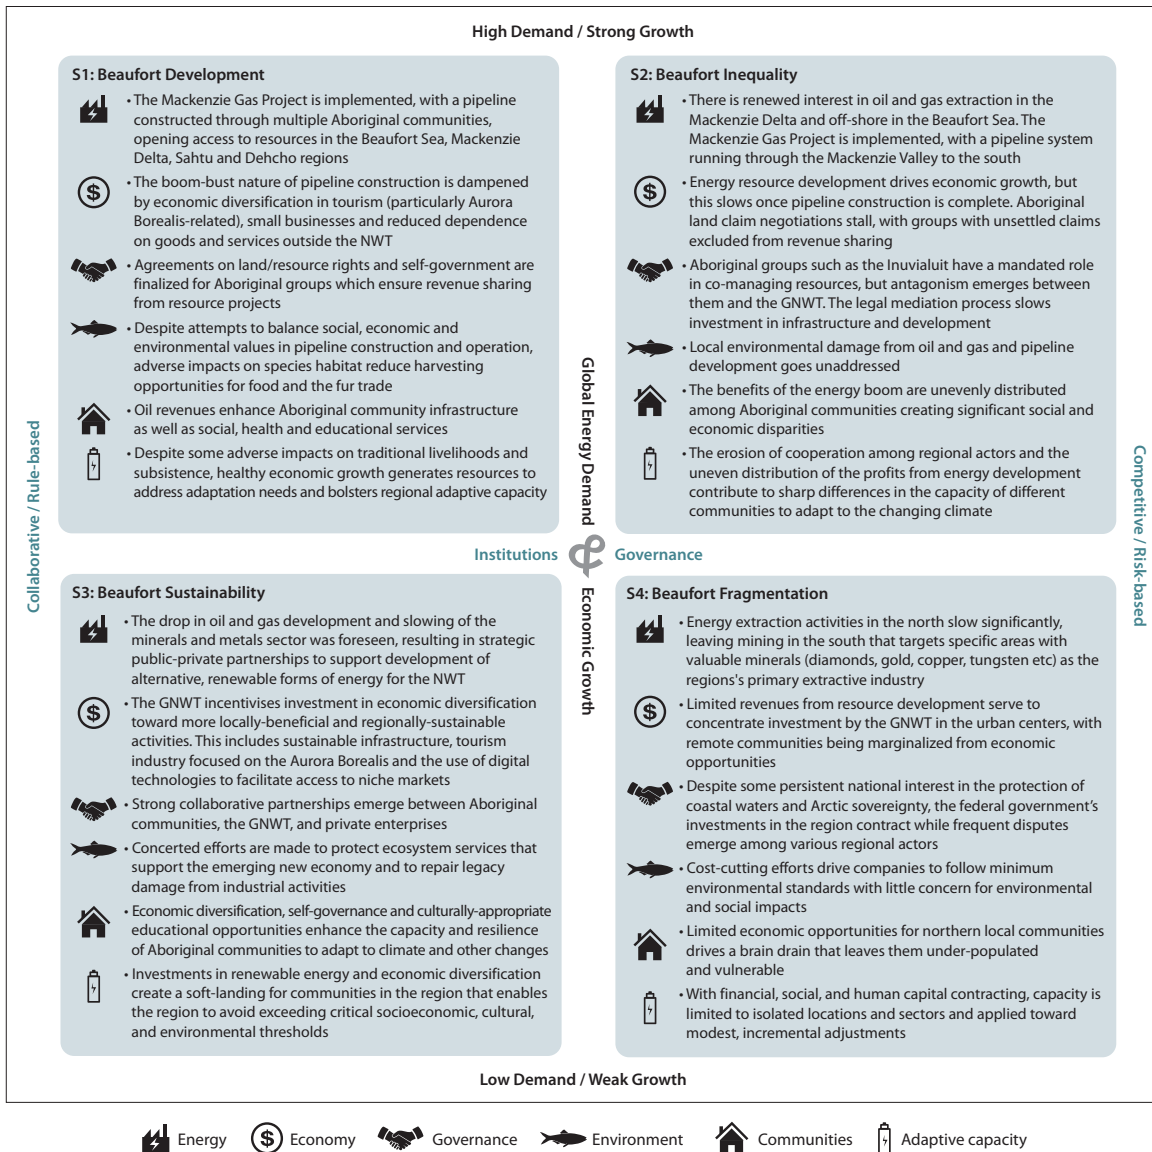 High Demand / Strong Growth
S1: Beaufort Development
• The Mackenzie Gas Project is implemented, with a pipeline
constructed through multiple Aboriginal communities,
opening access to resources in the Beaufort Sea, Mackenzie
Delta, Sahtu and Dehcho regions
• The boom-bust nature of pipeline construction is dampened
by economic diversification in tourism (particularly Aurora
Borealis-related), small businesses and reduced dependence
on goods and services outside the NWT
• Agreements on land/resource rights and self-government are
finalized for Aboriginal groups which ensure revenue sharing
from resource projects
• Despite attempts to balance social, economic and
environmental values in pipeline construction and operation,
adverse impacts on species habitat reduce harvesting
opportunities for food and the fur trade
• Oil revenues enhance Aboriginal community infrastructure
as well as social, health and educational services
• Despite some adverse impacts on traditional livelihoods and
subsistence, healthy economic growth generates resources to
address adaptation needs and bolsters regional adaptive capacity
S2: Beaufort Inequality
• There is renewed interest in oil and gas extraction in the
Mackenzie Delta and off-shore in the Beaufort Sea. The
Mackenzie Gas Project is implemented, with a pipeline system
running through the Mackenzie Valley to the south
• Energy resource development drives economic growth, but
this slows once pipeline construction is complete. Aboriginal
land claim negotiations stall, with groups with unsettled claims
excluded from revenue sharing
• Aboriginal groups such as the Inuvialuit have a mandated role
in co-managing resources, but antagonism emerges between
them and the GNWT. The legal mediation process slows
investment in infrastructure and development
• Local environmental damage from oil and gas and pipeline
development goes unaddressed
• The benefits of the energy boom are unevenly distributed
among Aboriginal communities creating significant social and
economic disparities
• The erosion of cooperation among regional actors and the
uneven distribution of the profits from energy development
contribute to sharp differences in the capacity of different
communities to adapt to the changing climate
Collaborative / Rule-based
Global Energy Demand
Institutions & Governance
Economic Growth
Competitive / Risk-based
S3: Beaufort Sustainability
• The drop in oil and gas development and slowing of the
minerals and metals sector was foreseen, resulting in strategic
public-private partnerships to support development of
alternative, renewable forms of energy for the NWT
• The GNWT incentivises investment in economic diversification
toward more locally-beneficial and regionally-sustainable
activities. This includes sustainable infrastructure, tourism
industry focused on the Aurora Borealis and the use of digital
technologies to facilitate access to niche markets
• Strong collaborative partnerships emerge between Aboriginal
communities, the GNWT, and private enterprises
• Concerted efforts are made to protect ecosystem services that
support the emerging new economy and to repair legacy
damage from industrial activities
• Economic diversification, self-governance and culturally-appropriate
educational opportunities enhance the capacity and resilience
of Aboriginal communities to adapt to climate and other changes
• Investments in renewable energy and economic diversification
create a soft-landing for communities in the region that enables
the region to avoid exceeding critical socioeconomic, cultural,
and environmental thresholds
S4: Beaufort Fragmentation
• Energy extraction activities in the north slow significantly,
leaving mining in the south that targets specific areas with
valuable minerals (diamonds, gold, copper, tungsten etc) as the
regions's primary extractive industry
• Limited revenues from resource development serve to
concentrate investment by the GNWT in the urban centers, with
remote communities being marginalized from economic
opportunities
• Despite some persistent national interest in the protection of
coastal waters and Arctic sovereignty, the federal government's
investments in the region contract while frequent disputes
emerge among various regional actors
• Cost-cutting efforts drive companies to follow minimum
environmental standards with little concern for environmental
and social impacts
• Limited economic opportunities for northern local communities
drives a brain drain that leaves them under-populated
and vulnerable
• With financial, social, and human capital contracting, capacity is
limited to isolated locations and sectors and applied toward
modest, incremental adjustments
Low Demand / Weak Growth
Energy $ Economy Governance Environment Communities Adaptive capacity